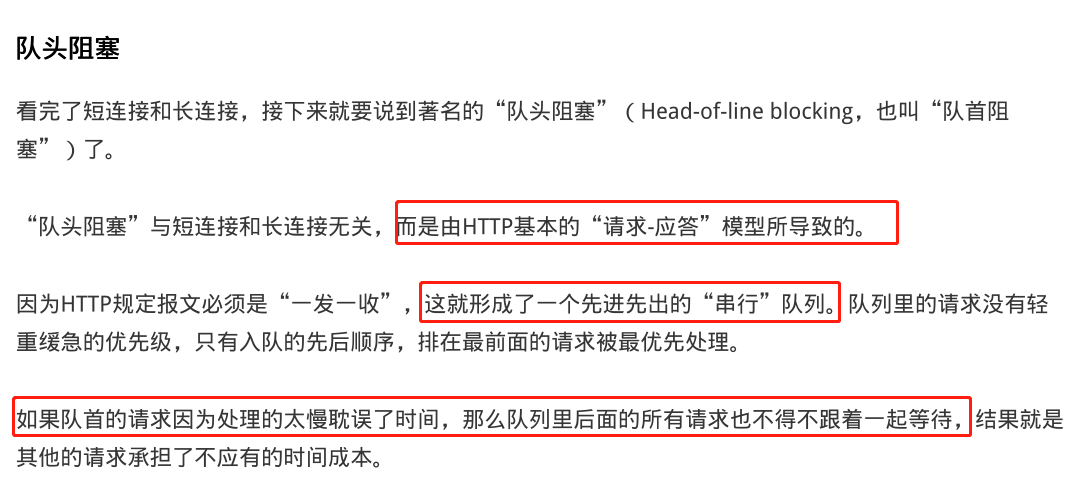 队头阻塞
看完了短连接和长连接，接下来就要说到著名的“队头阻塞”（Head-of-line blocking，也叫“队首阻
塞”）了。
“队头阻塞”与短连接和长连接无关，而是由HTTP基本的“请求-应答”模型所导致的。
因为HTTP规定报文必须是“一发一收”，这就形成了一个先进先出的“串行”队列。队列里的请求没有轻
重缓急的优先级，只有入队的先后顺序，排在最前面的请求被最优先处理。
如果队首的请求因为处理的太慢耽误了时间，那么队列里后面的所有请求也不得不跟着一起等待，结果就是
其他的请求承担了不应有的时间成本。